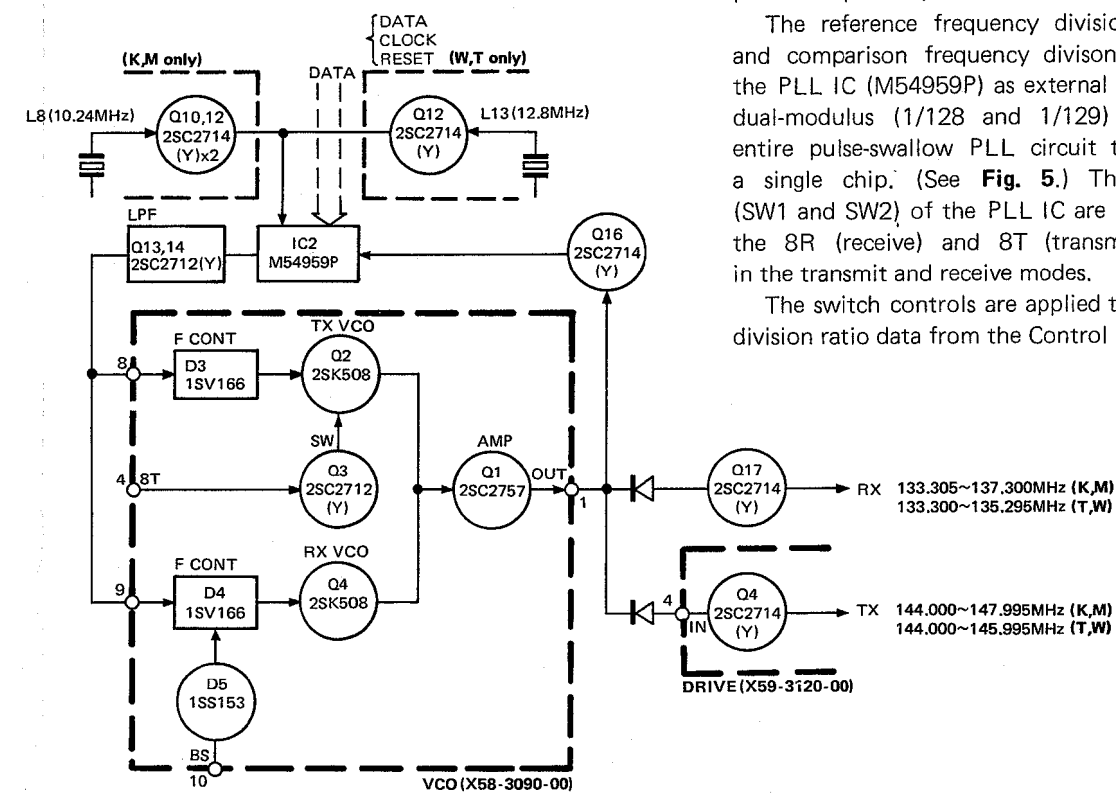 DATA
CLOCK
RESET
(K,M only)
(W,T only)
DATA
L8(10.24MHz)
Q10,12
2SC2714
(Y)x2
Q12
2SC2714
(Y)
L13(12.8MHz)
LPF
Q13,14
2SC2712(Y)
IC2
M54959P
Q16
2SC2714
(Y)
The reference frequency
and comparison frequency
the PLL IC (M54959P) as external
dual-modulus (1/128 and 1/129)
entire pulse-swallow PLL circuit
a single chip. (See Fig. 5.)
(SW1 and SW2) of the PLL IC are
the 8R (receive) and 8T
in the transmit and receive modes.
The switch controls are applied
division ratio data from the Control
TX VCO
F CONT
8
D3
1SV166
Q2
2SK508
SW
4
8T
Q3
2SC2712
(Y)
AMP
Q1
2SC2757
OUT
1
RX VCO
F CONT
9
D4
1SV166
Q4
2SK508
D5
1SS153
BS
10
VCO(X58-3090-00)
Q17
2SC2714
(Y)
RX 133.305~137.300MHz (K,M)
133.300~135.295MHz (T,W)
4
IN
Q4
2SC2714
(Y)
TX 144.000~147.995MHz (K,M)
144.000~145.995MHz (T,W)
DRIVE(X59-3120-00)